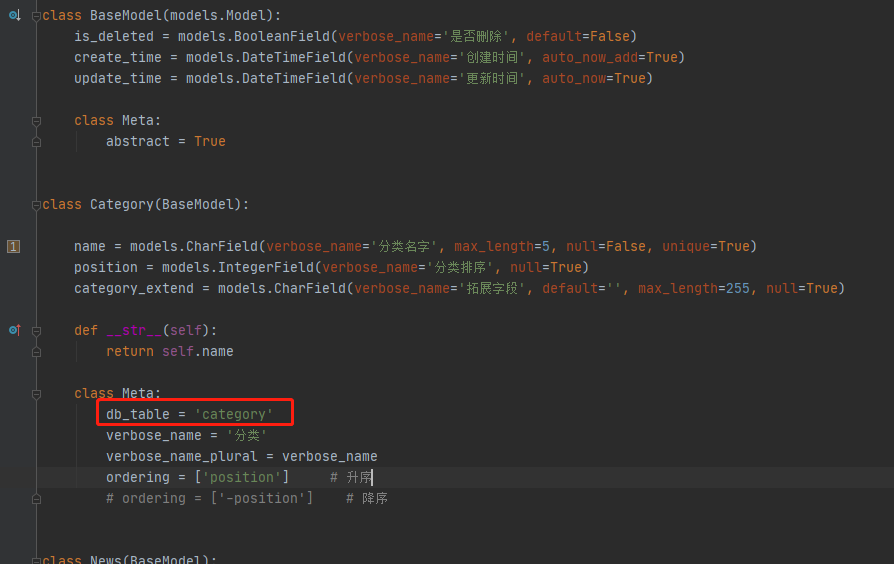 class BaseModel(models.Model):
is_deleted = models.BooleanField(verbose_name='是否删除', default=False)
create_time = models.DateTimeField(verbose_name='创建时间', auto_now_add=True)
update_time = models.DateTimeField(verbose_name='更新时间', auto_now=True)
class Meta:
abstract = True
class Category(BaseModel):
1
name = models.CharField(verbose_name='分类名字', max_length=5, null=False, unique=True)
position = models.IntegerField(verbose_name='分类排序', null=True)
category_extend = models.CharField(verbose_name='拓展字段', default='', max_length=255, null=True)
def __str__(self):
return self.name
class Meta:
db_table = 'category'
verbose_name = '分类'
verbose_name_plural = verbose_name
ordering = ['position'] # 升序
# ordering = ['-position'] # 降序
class News(BaseModel):